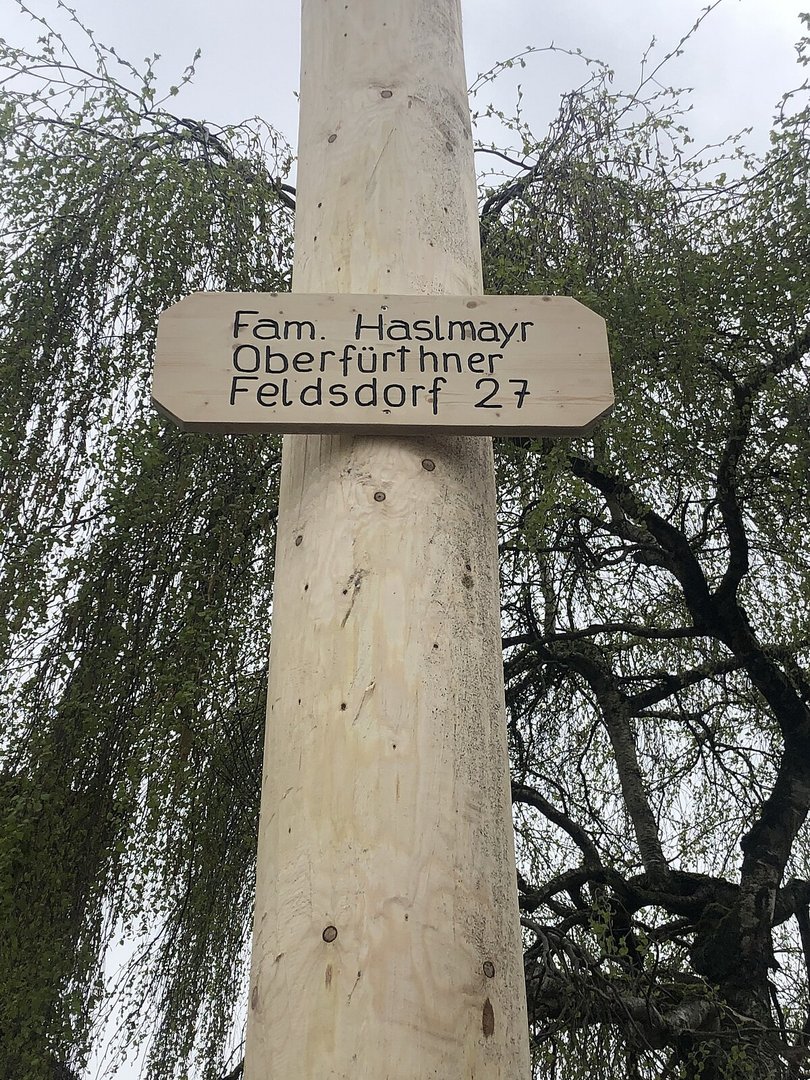 Fam. Haslmayr
Oberfürthner
Feldsdorf 27